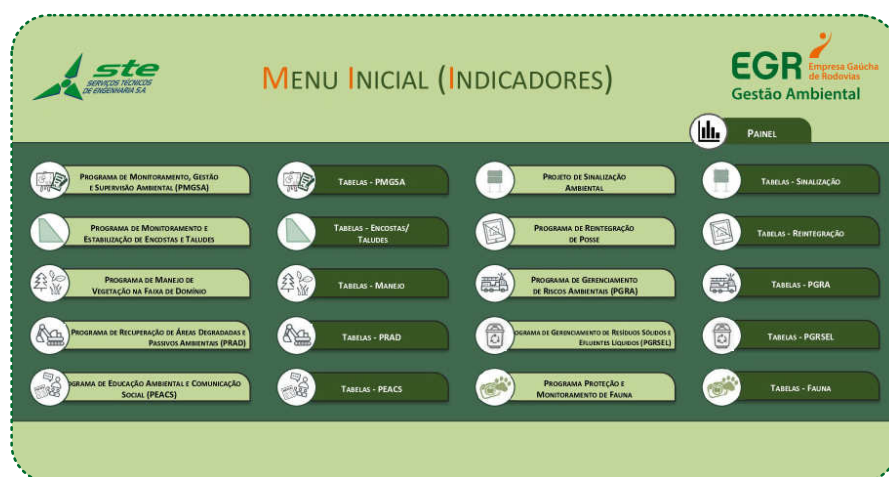 ste
SERVIÇOS TÉCNICOS
DE ENGENHARIA S.A
MENU INICIAL (INDICADORES)
EGR Empresa Gaúcha
de Rodovias
Gestão Ambiental
PAINEL
PROGRAMA DE MONITORAMENTO, GESTÃO
E SUPERVISÃO AMBIENTAL (PMGSA)
TABELAS - PMGSA
PROJETO DE SINALIZAÇÃO
AMBIENTAL
TABELAS - SINALIZAÇÃO
PROGRAMA DE MONITORAMENTO E
ESTABILIZAÇÃO DE ENCOSTAS E TALUDES
TABELAS - ENCOSTAS/
TALUDES
PROGRAMA DE REINTEGRAÇÃO
DE POSSE
TABELAS - REINTEGRAÇÃO
PROGRAMA DE MANEJO DE
VEGETAÇÃO NA FAIXA DE DOMÍNIO
TABELAS - MANEJO
PROGRAMA DE GERENCIAMENTO
DE RISCOS AMBIENTAIS (PGRA)
TABELAS - PGRA
PROGRAMA DE RECUPERAÇÃO DE ÁREAS DEGRADADAS E
PASSIVOS AMBIENTAIS (PRAD)
TABELAS - PRAD
OGRAMA DE GERENCIAMENTO DE RESÍDUOS SÓLIDOS E
EFLUENTES LÍQUIDOS (PGRSEL)
TABELAS - PGRSEL
OGRAMA DE EDUCAÇÃO AMBIENTAL E COMUNICAÇÃO
SOCIAL (PEACS)
TABELAS - PEACS
PROGRAMA PROTEÇÃO E
MONITORAMENTO DE FAUNA
TABELAS - FAUNA